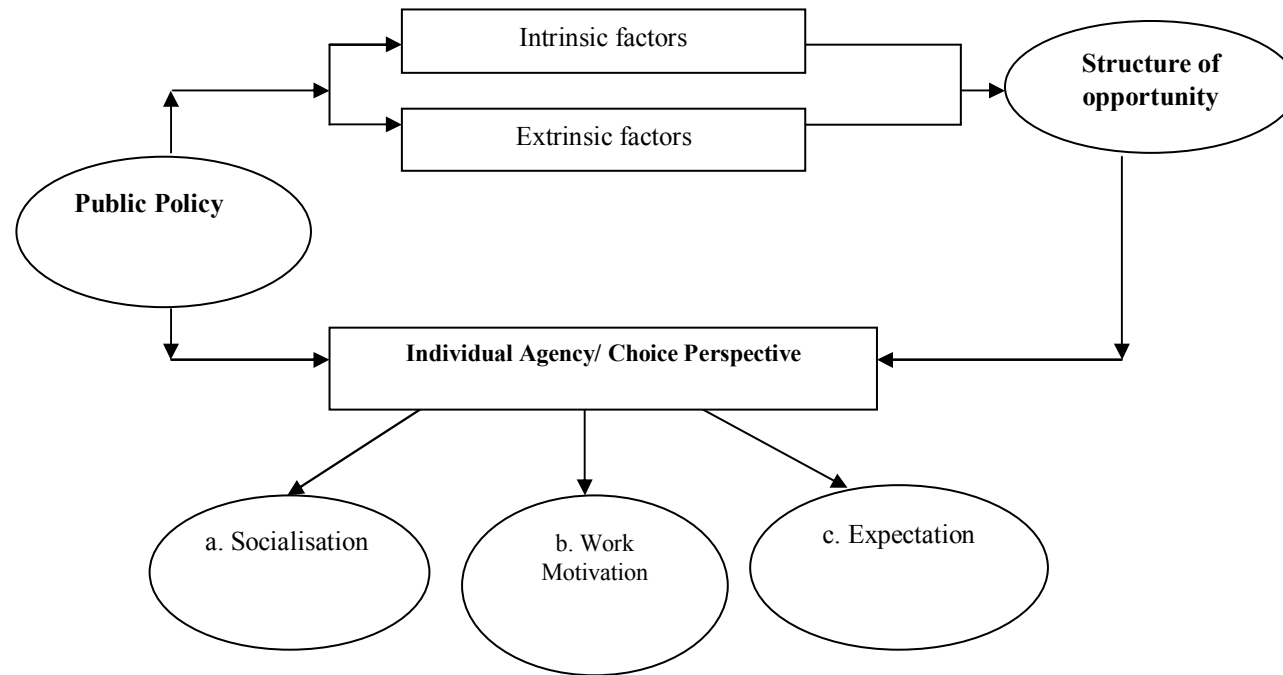 Intrinsic factors
Structure of
opportunity
Extrinsic factors
Public Policy
Individual Agency/ Choice Perspective
a. Socialisation
b. Work
Motivation
c. Expectation